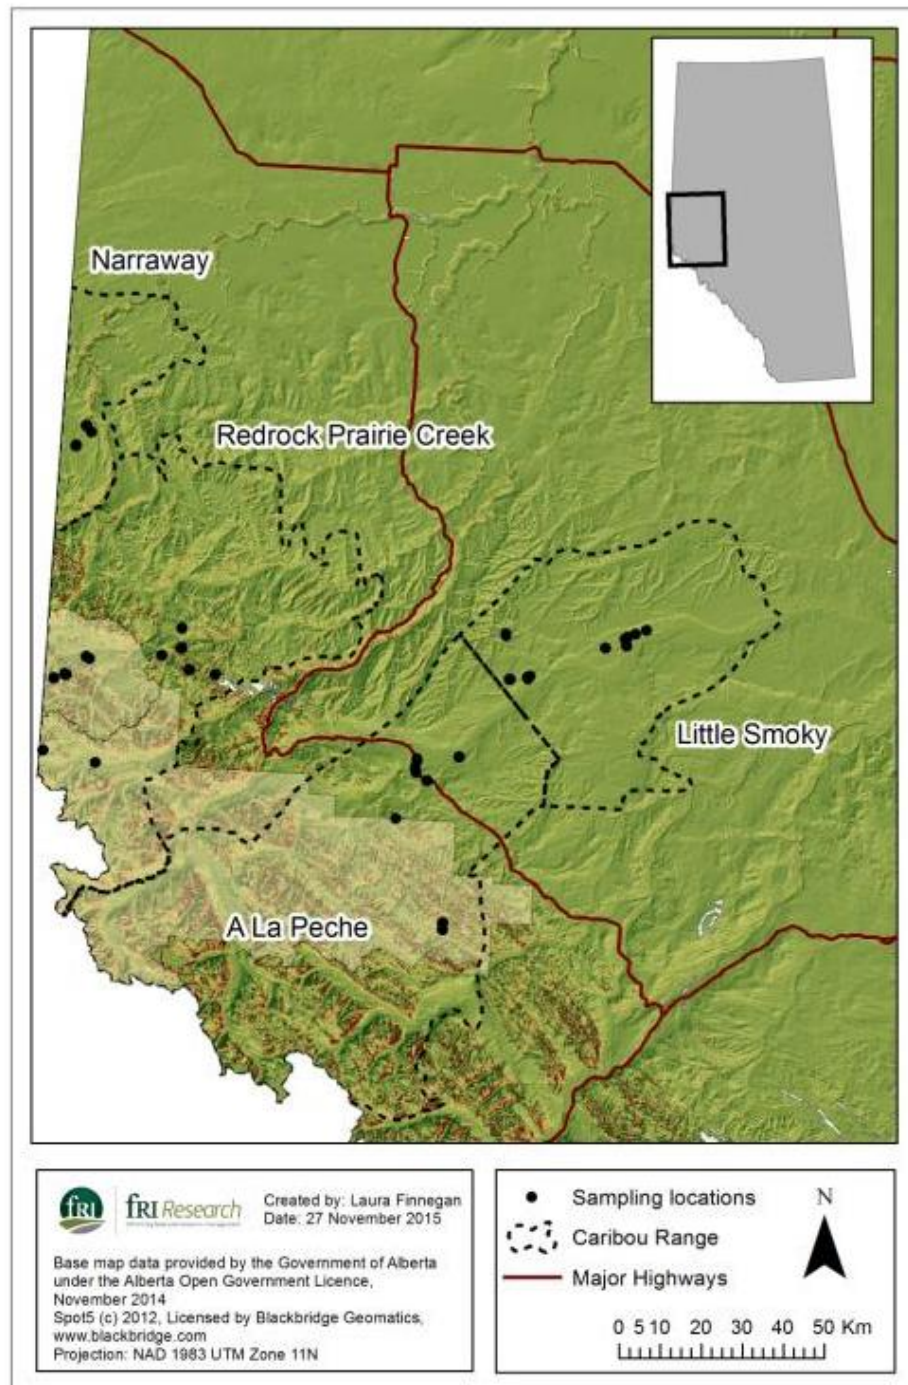 Narraway
Redrock Prairie Creek
Little Smoky
A La Peche
fRI
fRI Research
Created by: Laura Finnegan
Date: 27 November 2015
Base map data provided by the Government of Alberta
under the Alberta Open Government Licence,
November 2014
Spot5 (c) 2012, Licensed by Blackbridge Geomatics,
www.blackbridge.com
Projection: NAD 1983 UTM Zone 11N
Sampling locations
Caribou Range
Major Highways
N
0 5 10 20 30 40 50 Km